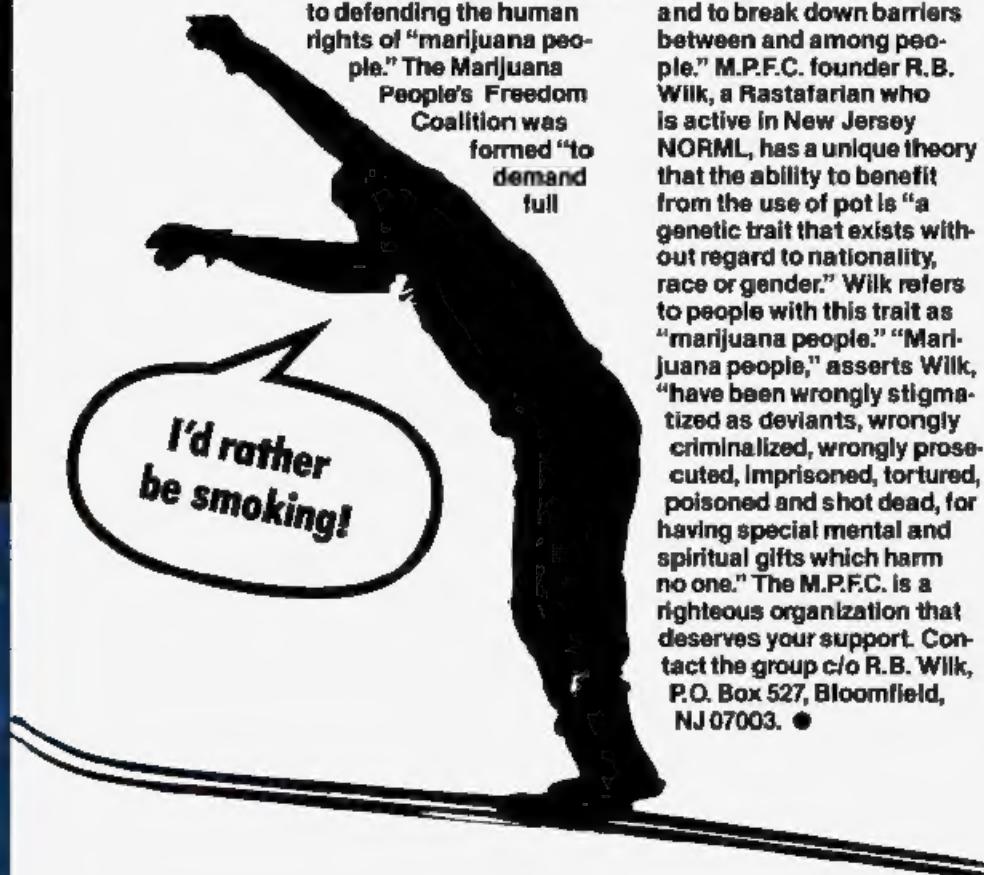 to defending the human
rights of "marijuana peo-
ple." The Marijuana
People's Freedom
Coalition was
formed "to
demand
full
and to break down barriers
between and among peo-
ple." M.P.F.C. founder R.B.
Wilk, a Rastafarian who
is active in New Jersey
NORML, has a unique theory
that the ability to benefit
from the use of pot is "a
genetic trait that exists with-
out regard to nationality,
race or gender." Wilk refers
to people with this trait as
"marijuana people." "Mari-
juana people," asserts Wilk,
"have been wrongly stigma-
tized as deviants, wrongly
criminalized, wrongly prose-
cuted, imprisoned, tortured,
poisoned and shot dead, for
having special mental and
spiritual gifts which harm
no one." The M.P.F.C. is a
righteous organization that
deserves your support. Con-
tact the group c/o R.B. Wilk,
P.O. Box 527, Bloomfield,
NJ 07003. ●
I'd rather
be smoking!